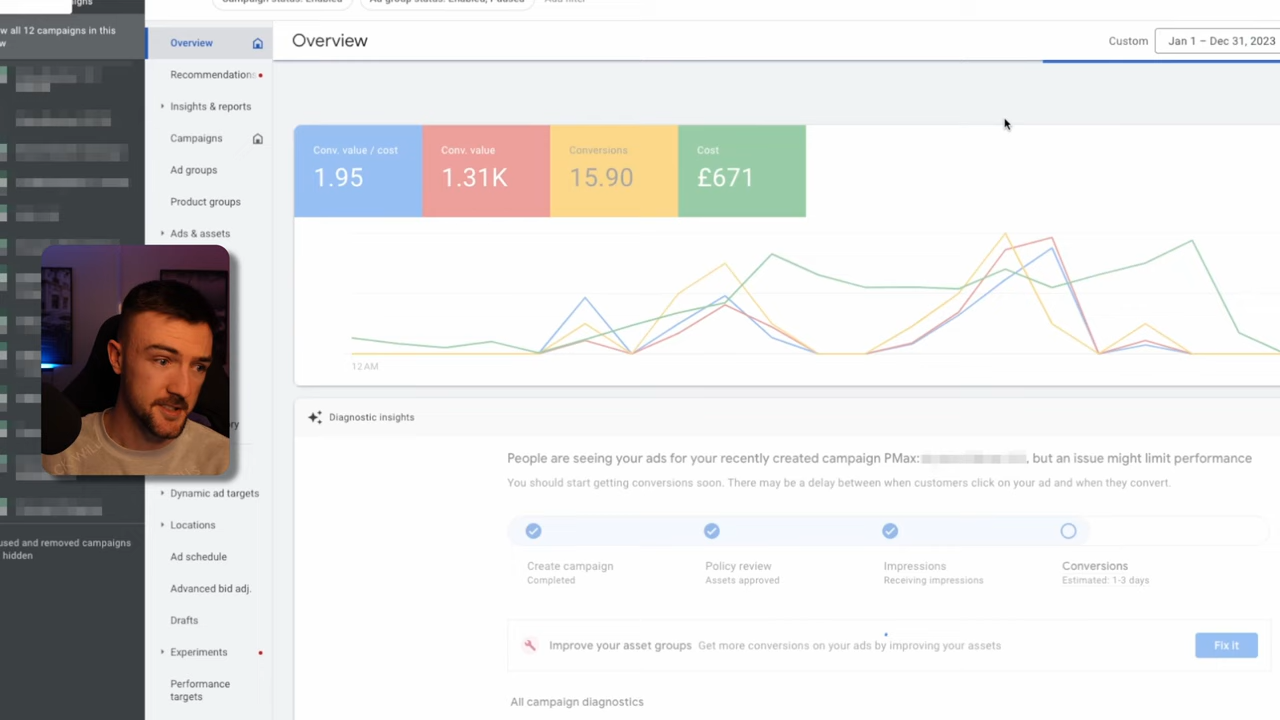 w all 12 campaigns in this
w
used and removed campaigns
hidden
Overview
Recommendations
Insights & reports
Campaigns
Ad groups
Product groups
Ads & assets
Dynamic ad targets
Locations
Ad schedule
Advanced bid adj.
Drafts
Experiments
Performance
targets
Campaign status: Enabled
Ad group status: Enabled, Paused
Add filter
Overview
Custom
Jan 1 – Dec 31, 2023
Conv. value / cost
1.95
Conv. value
1.31K
Conversions
15.90
Cost
£671
12 AM
Diagnostic insights
People are seeing your ads for your recently created campaign PMax: , but an issue might limit performance
You should start getting conversions soon. There may be a delay between when customers click on your ad and when they convert.
Create campaign
Completed
Policy review
Assets approved
Impressions
Receiving impressions
Conversions
Estimated: 1-3 days
Improve your asset groups Get more conversions on your ads by improving your assets
Fix it
All campaign diagnostics